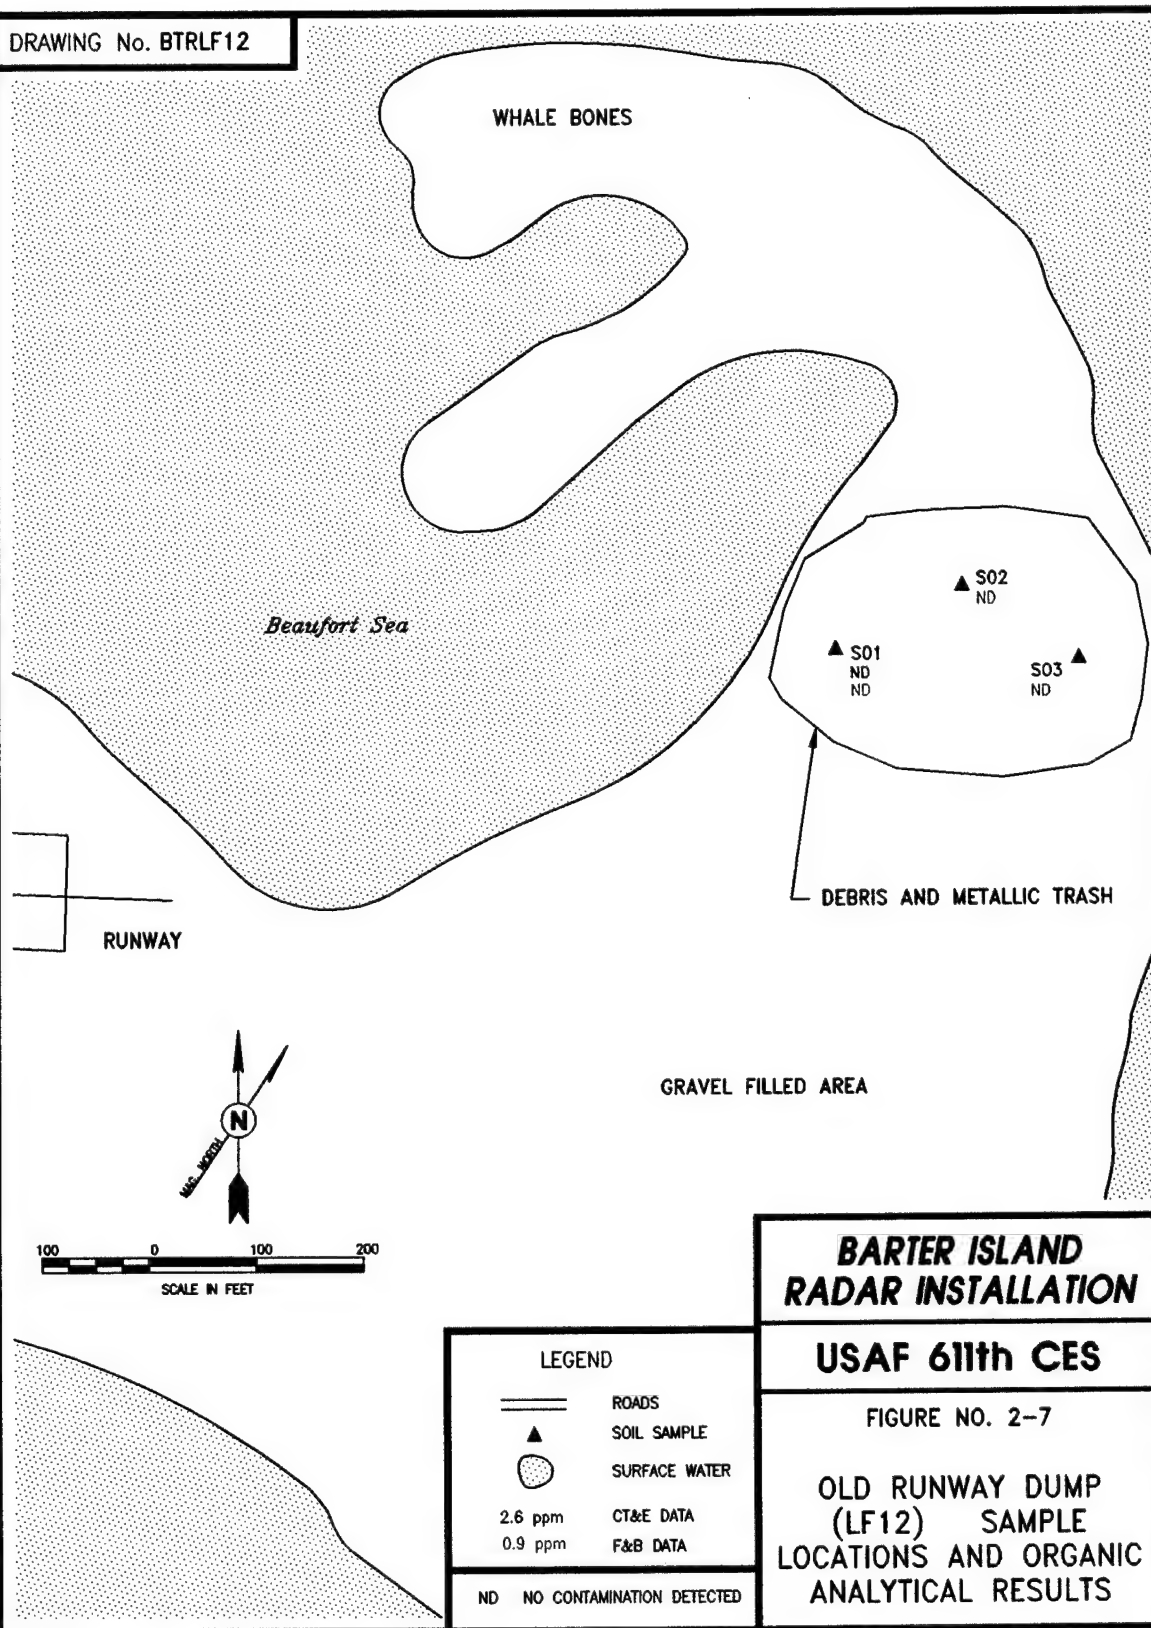 DRAWING No. BTRLF12
WHALE BONES
Beaufort Sea
S02
ND
S01
ND
ND
S03
ND
DEBRIS AND METALLIC TRASH
RUNWAY
GRAVEL FILLED AREA
N
MAG. NORTH
100 0 100 200
SCALE IN FEET
LEGEND
ROADS
SOIL SAMPLE
SURFACE WATER
2.6 ppm CT&E DATA
0.9 ppm F&B DATA
ND NO CONTAMINATION DETECTED
BARTER ISLAND
RADAR INSTALLATION
USAF 611th CES
FIGURE NO. 2-7
OLD RUNWAY DUMP
(LF12) SAMPLE
LOCATIONS AND ORGANIC
ANALYTICAL RESULTS